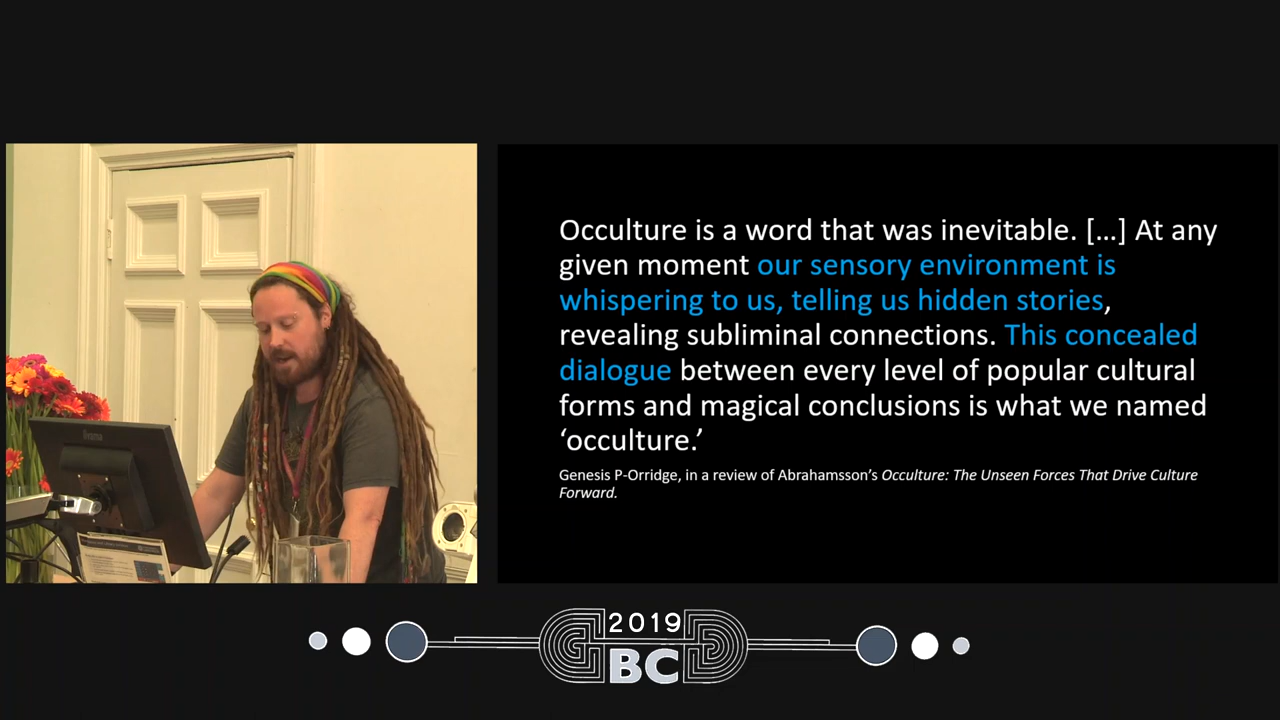 Occulture is a word that was inevitable. […] At any
given moment our sensory environment is
whispering to us, telling us hidden stories,
revealing subliminal connections. This concealed
dialogue between every level of popular cultural
forms and magical conclusions is what we named
‘occulture.’
Genesis P-Orridge, in a review of Abrahamsson’s Occulture: The Unseen Forces That Drive Culture
Forward.
iiyama
2019
BC